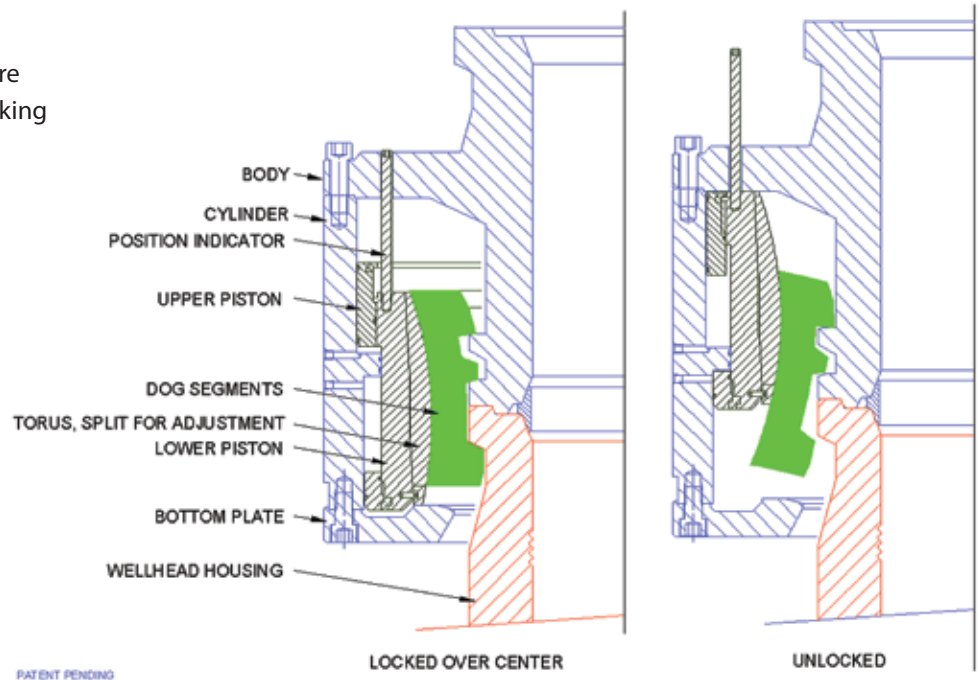 re
king
BODY
CYLINDER
POSITION INDICATOR
UPPER PISTON
DOG SEGMENTS
TORUS, SPLIT FOR ADJUSTMENT
LOWER PISTON
BOTTOM PLATE
WELLHEAD HOUSING
LOCKED OVER CENTER
UNLOCKED
PATENT PENDING